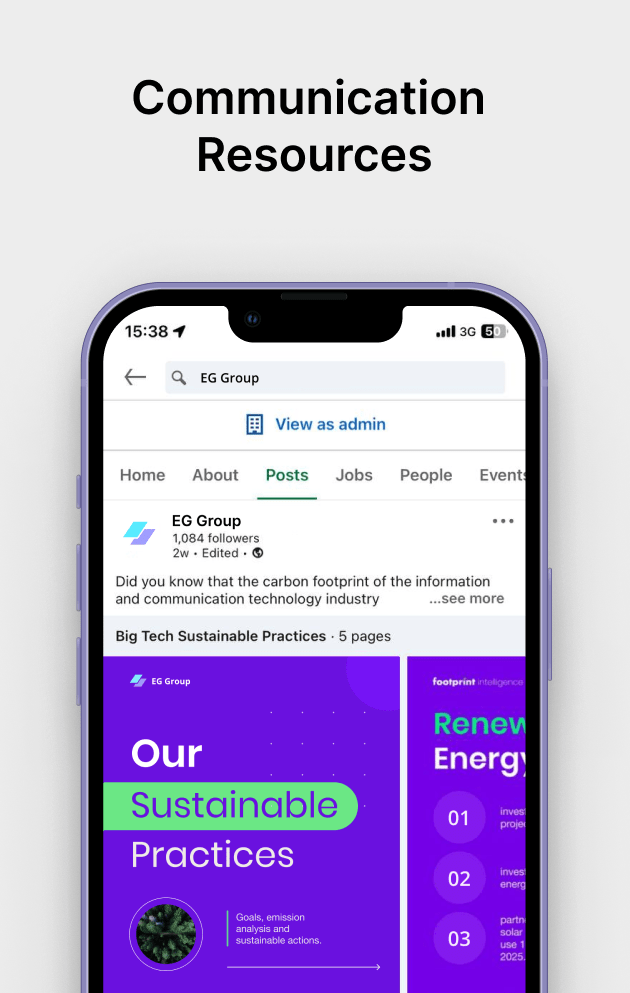 Communication
Resources
15:38
3G
50
EG Group
View as admin
Home About Posts Jobs People Events
EG Group
1,084 followers
2w • Edited •
Did you know that the carbon footprint of the information
and communication technology industry ...see more
Big Tech Sustainable Practices · 5 pages
EG Group
Our
Sustainable
Practices
Goals, emission
analysis and
sustainable actions.
footprint intelligence
Renew
Energy
01
inves
proje
02
inves
energ
03
partn
solar
use 1
2025.